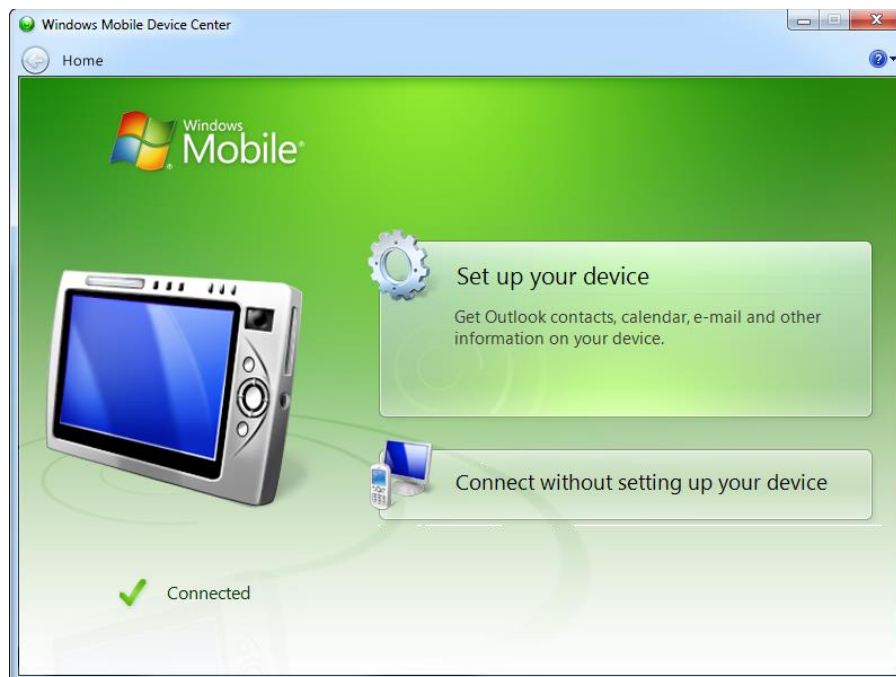 Windows Mobile Device Center
Home
Windows
Mobile®
Set up your device
Get Outlook contacts, calendar, e-mail and other
information on your device.
Connect without setting up your device
Connected